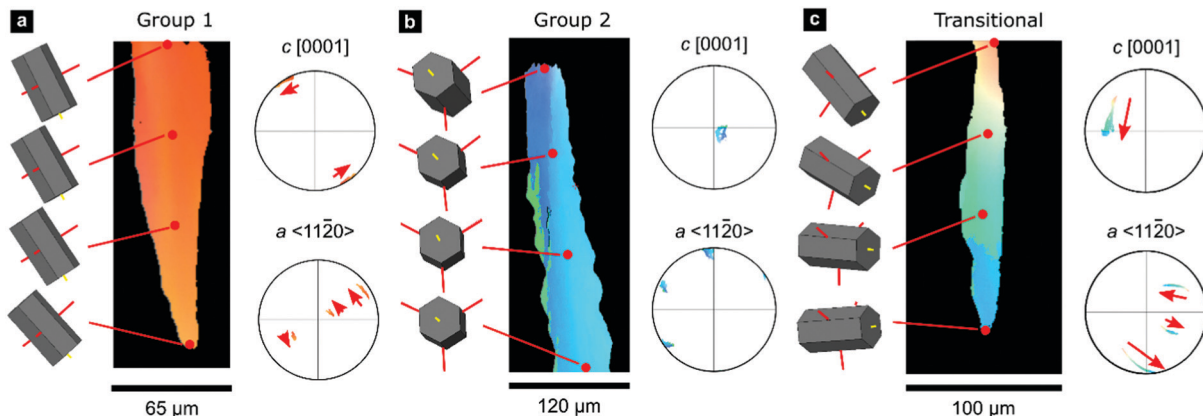 a
Group 1
c [0001]
a <112̄0>
65 µm
b
Group 2
c [0001]
a <112̄0>
120 µm
c
Transitional
c [0001]
a <112̄0>
100 µm